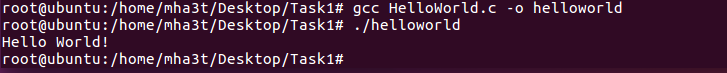 root@ubuntu:/home/mha3t/Desktop/Task1# gcc HelloWorld.c -o helloworld
root@ubuntu:/home/mha3t/Desktop/Task1# ./helloworld
Hello World!
root@ubuntu:/home/mha3t/Desktop/Task1#